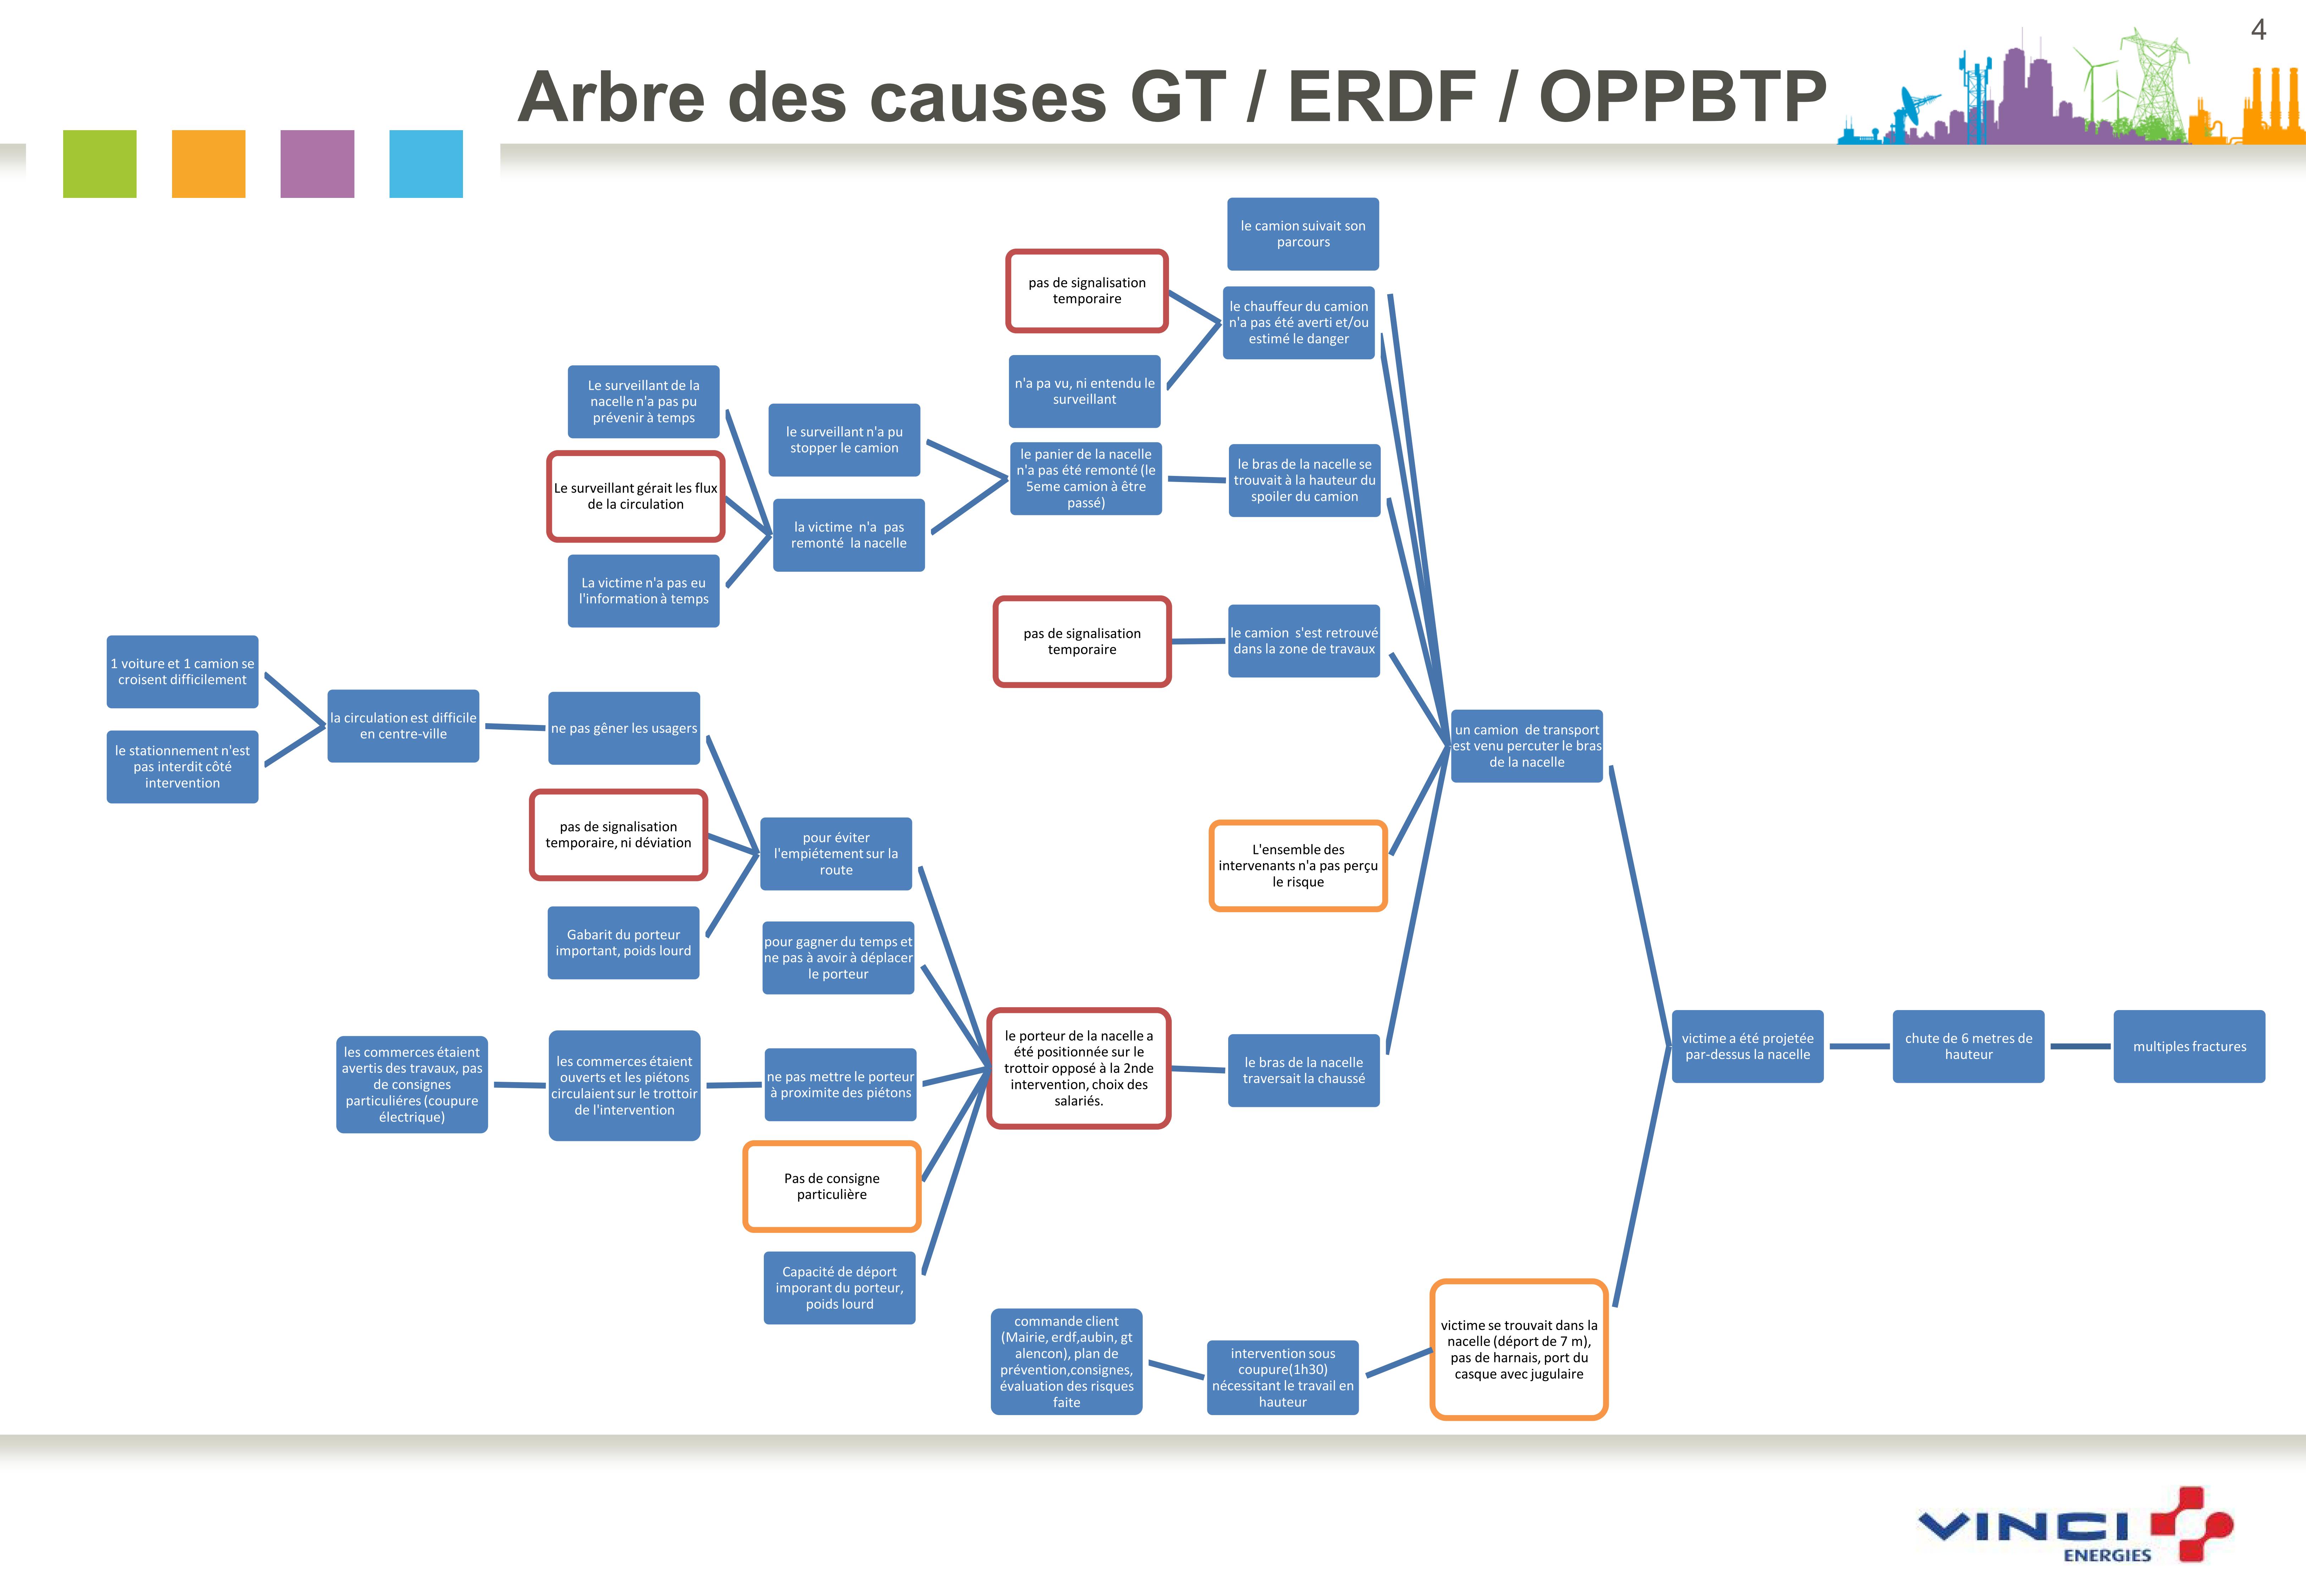 4
Arbre des causes GT / ERDF / OPPBTP
le camion suivait son
parcours
pas de signalisation
temporaire
le chauffeur du camion
n'a pas été averti et/ou
estimé le danger
n'a pa vu, ni entendu le
surveillant
Le surveillant de la
nacelle n'a pas pu
prévenir à temps
le surveillant n'a pu
stopper le camion
le panier de la nacelle
n'a pas été remonté (le
5eme camion à être
passé)
le bras de la nacelle se
trouvait à la hauteur du
spoiler du camion
Le surveillant gérait les flux
de la circulation
la victime n'a pas
remonté la nacelle
La victime n'a pas eu
l'information à temps
pas de signalisation
temporaire
le camion s'est retrouvé
dans la zone de travaux
1 voiture et 1 camion se
croisent difficilement
la circulation est difficile
en centre-ville
ne pas gêner les usagers
le stationnement n'est
pas interdit côté
intervention
un camion de transport
est venu percuter le bras
de la nacelle
pas de signalisation
temporaire, ni déviation
pour éviter
l'empiétement sur la
route
L'ensemble des
intervenants n'a pas perçu
le risque
Gabarit du porteur
important, poids lourd
pour gagner du temps et
ne pas à avoir à déplacer
le porteur
les commerces étaient
avertis des travaux, pas
de consignes
particuliéres (coupure
électrique)
les commerces étaient
ouverts et les piétons
circulaient sur le trottoir
de l'intervention
ne pas mettre le porteur
à proximite des piétons
le porteur de la nacelle a
été positionnée sur le
trottoir opposé à la 2nde
intervention, choix des
salariés.
le bras de la nacelle
traversait la chaussé
victime a été projetée
par-dessus la nacelle
chute de 6 metres de
hauteur
multiples fractures
Pas de consigne
particulière
Capacité de déport
imporant du porteur,
poids lourd
commande client
(Mairie, erdf,aubin, gt
alencon), plan de
prévention,consignes,
évaluation des risques
faite
intervention sous
coupure(1h30)
nécessitant le travail en
hauteur
victime se trouvait dans la
nacelle (déport de 7 m),
pas de harnais, port du
casque avec jugulaire
VINCI
ENERGIES